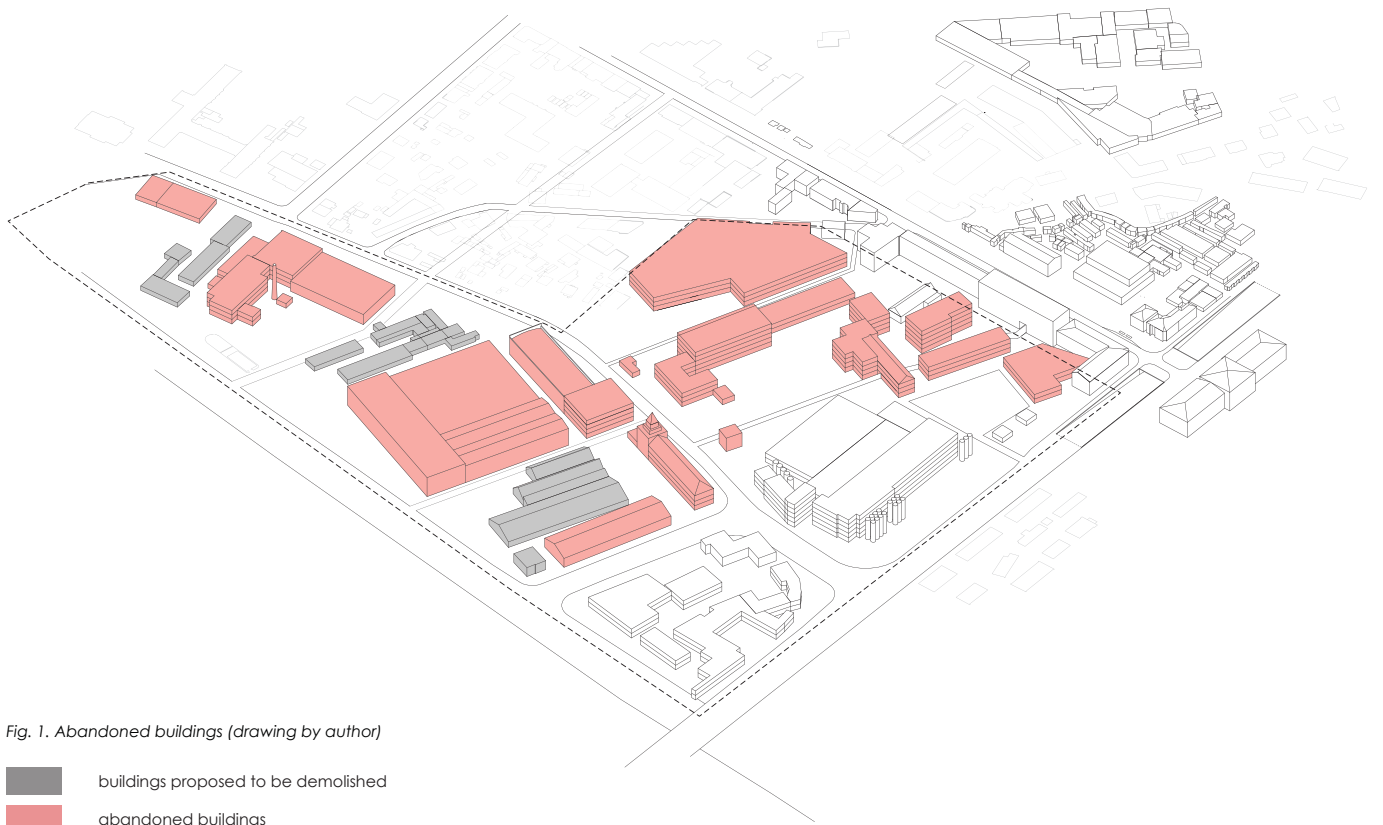 Fig. 1. Abandoned buildings (drawing by author)
buildings proposed to be demolished
abandoned buildings